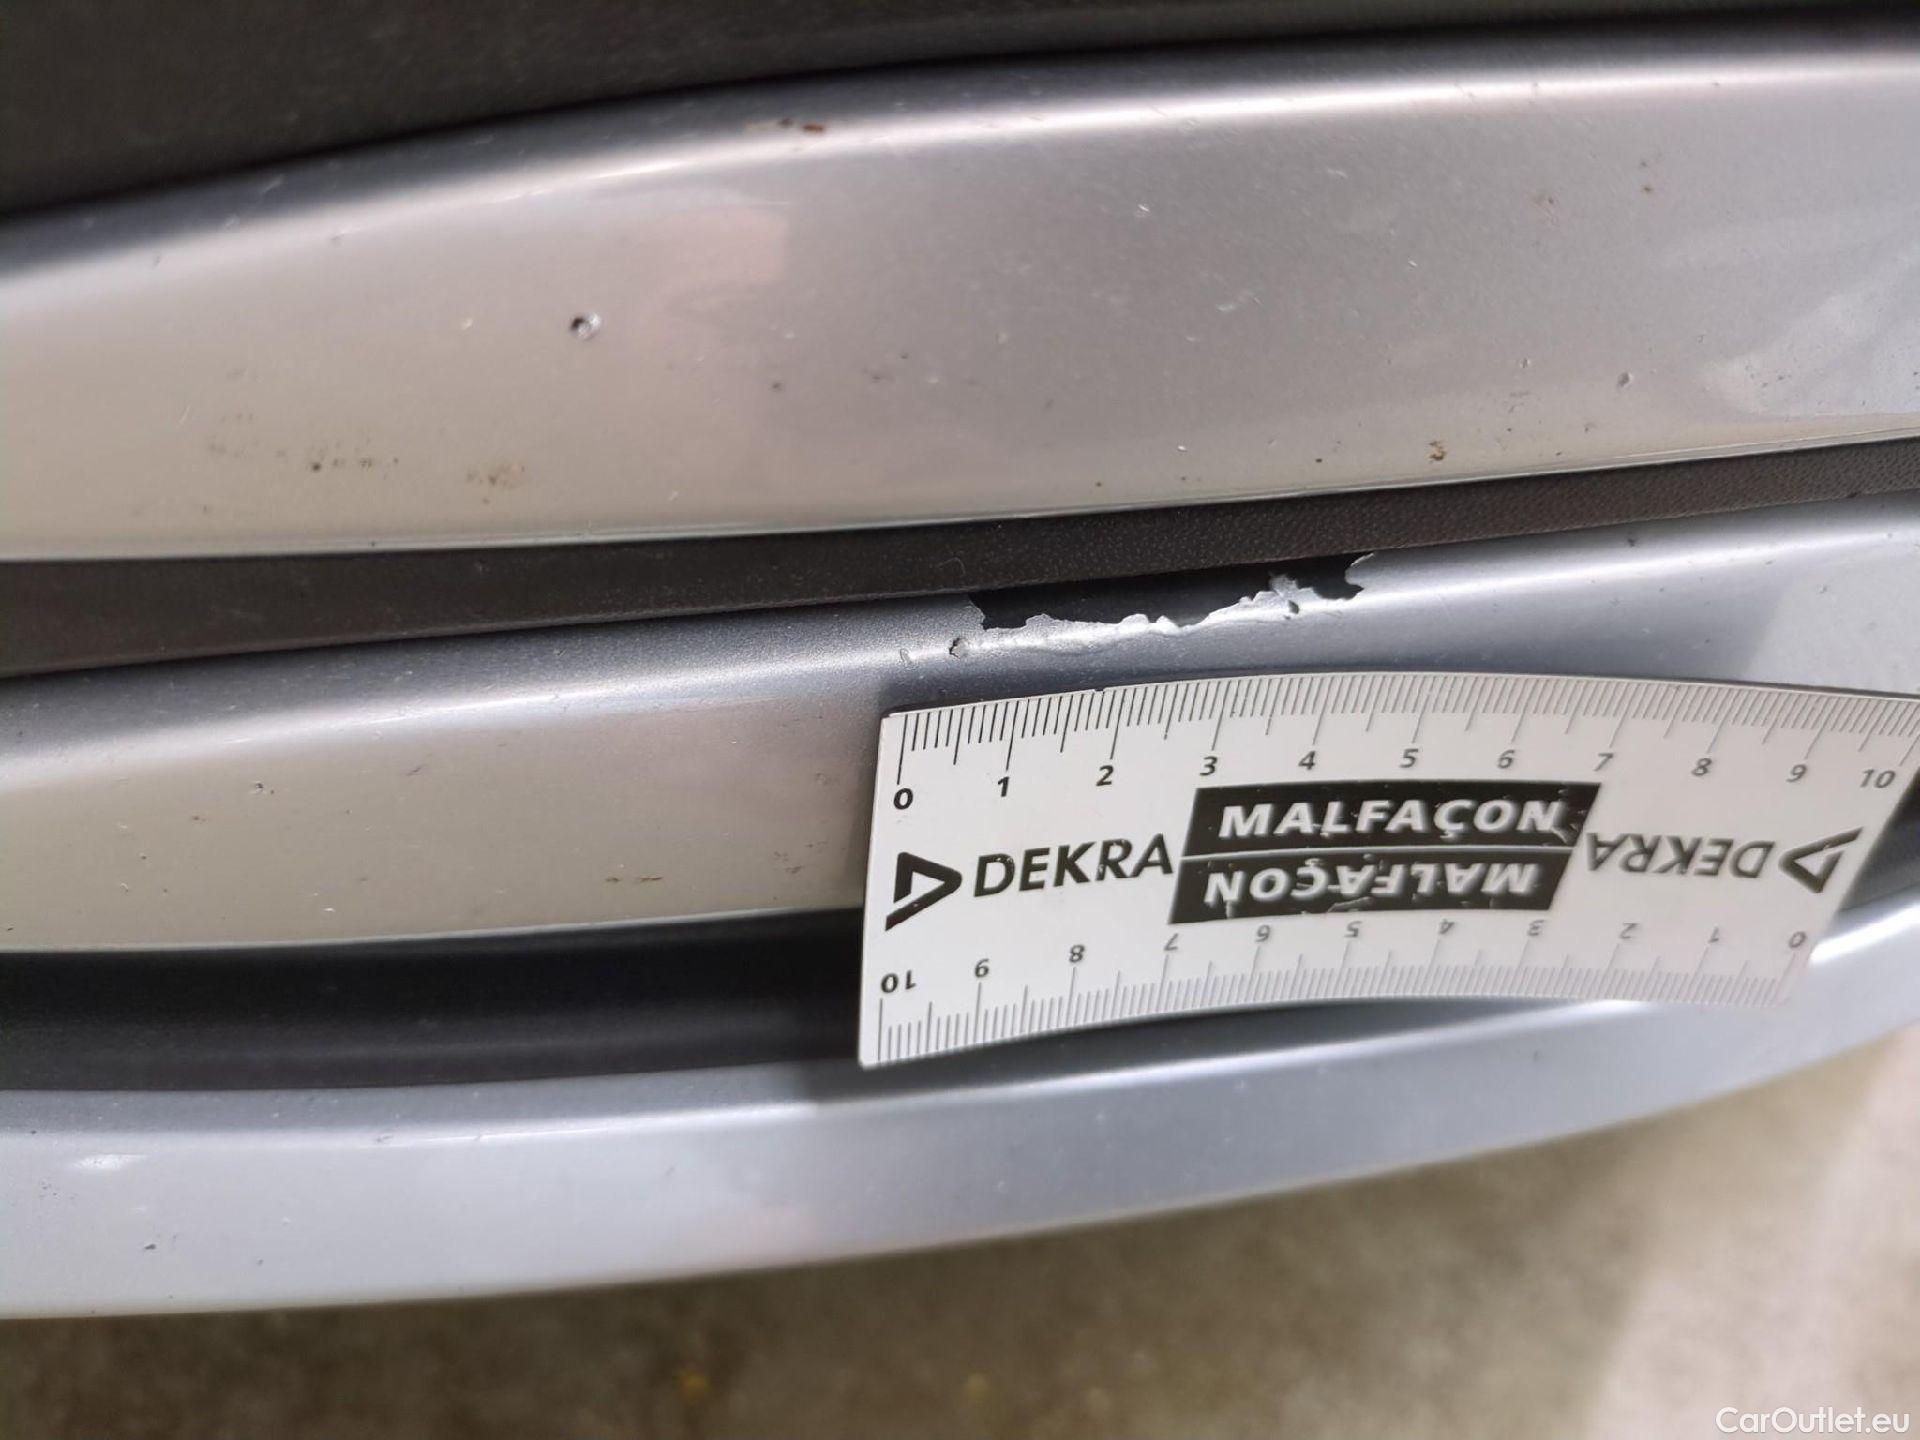 0 1 2 3 4 5 6 7 8 9 10
MALFAÇON
DEKRA
MALFAÇON
DEKRA
10 9 8 7 6 5 4 3 2 1 0
CarOutlet.eu